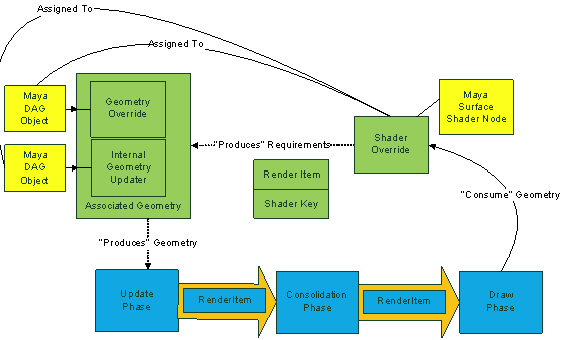 Assigned To
Assigned To
Maya
DAG
Object
Geometry
Override
Maya
Surface
Shader Node
Shader
Override
"Produces" Requirements
Maya
DAG
Object
Internal
Geometry
Updater
Associated Geometry
Render Item
Shader Key
"Consume" Geometry
"Produces" Geometry
Update
Phase
RenderItem
Consolidation
Phase
RenderItem
Draw
Phase